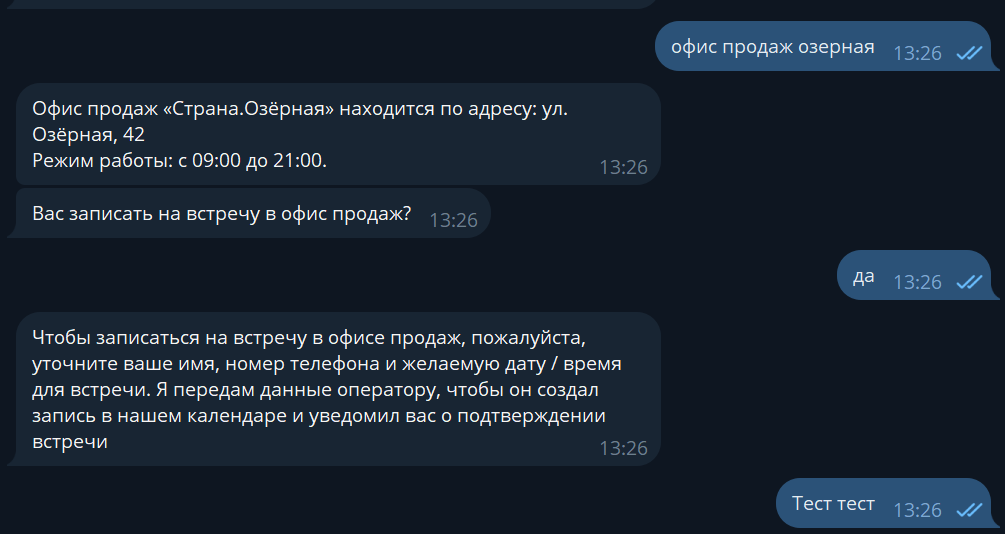 офис продаж озерная 13:26
Офис продаж «Страна.Озёрная» находится по адресу: ул.
Озёрная, 42
Режим работы: с 09:00 до 21:00.
13:26
Вас записать на встречу в офис продаж? 13:26
да 13:26
Чтобы записаться на встречу в офисе продаж, пожалуйста,
уточните ваше имя, номер телефона и желаемую дату / время
для встречи. Я передам данные оператору, чтобы он создал
запись в нашем календаре и уведомил вас о подтверждении
встречи
13:26
Тест тест 13:26